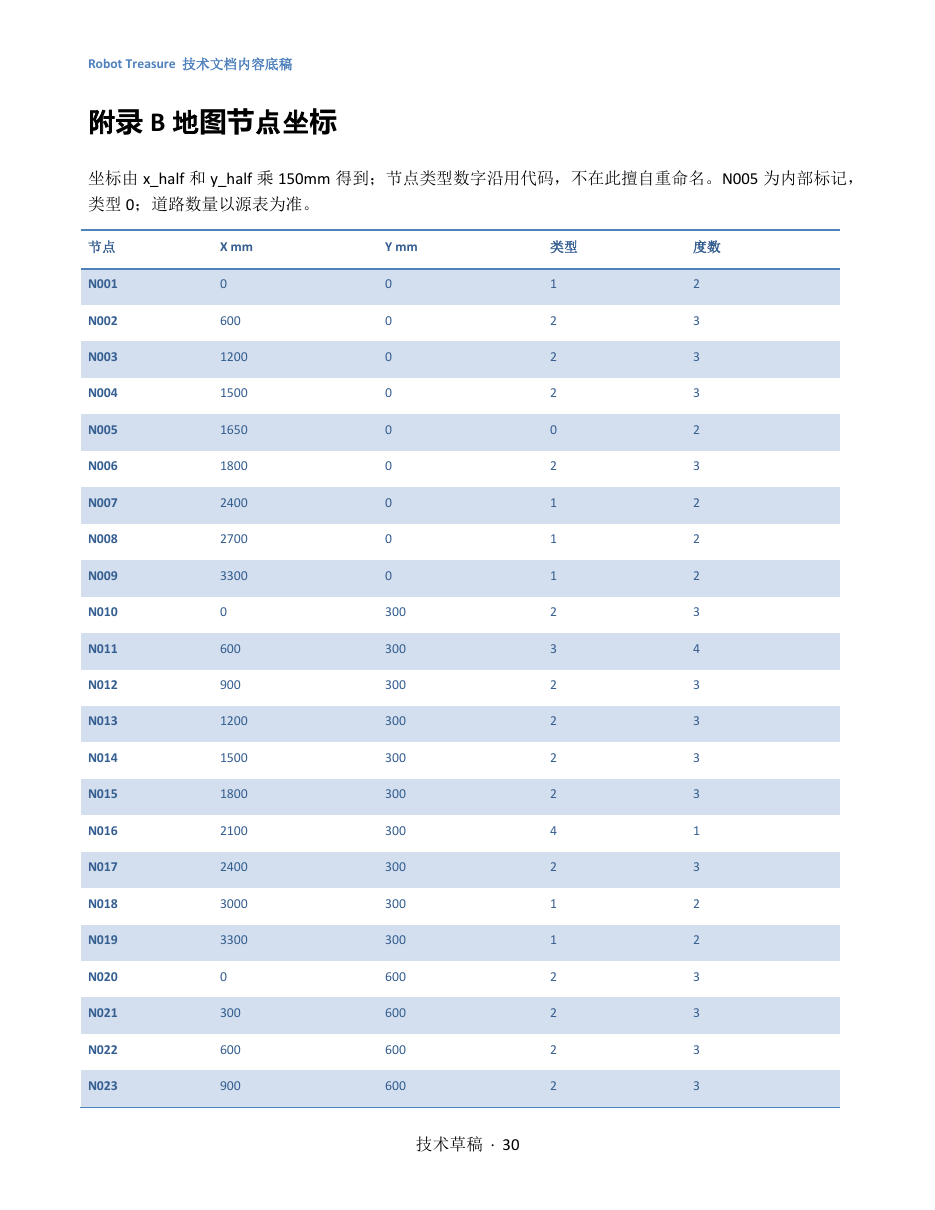 Robot Treasure 技术文档内容底稿
附录 B 地图节点坐标
坐标由 x_half 和 y_half 乘 150mm 得到；节点类型数字沿用代码，不在此擅自重命名。N005 为内部标记，
类型 0；道路数量以源表为准。
节点 X mm Y mm 类型 度数
N001 0 0 1 2
N002 600 0 2 3
N003 1200 0 2 3
N004 1500 0 2 3
N005 1650 0 0 2
N006 1800 0 2 3
N007 2400 0 1 2
N008 2700 0 1 2
N009 3300 0 1 2
N010 0 300 2 3
N011 600 300 3 4
N012 900 300 2 3
N013 1200 300 2 3
N014 1500 300 2 3
N015 1800 300 2 3
N016 2100 300 4 1
N017 2400 300 2 3
N018 3000 300 1 2
N019 3300 300 1 2
N020 0 600 2 3
N021 300 600 2 3
N022 600 600 2 3
N023 900 600 2 3
技术草稿 · 30